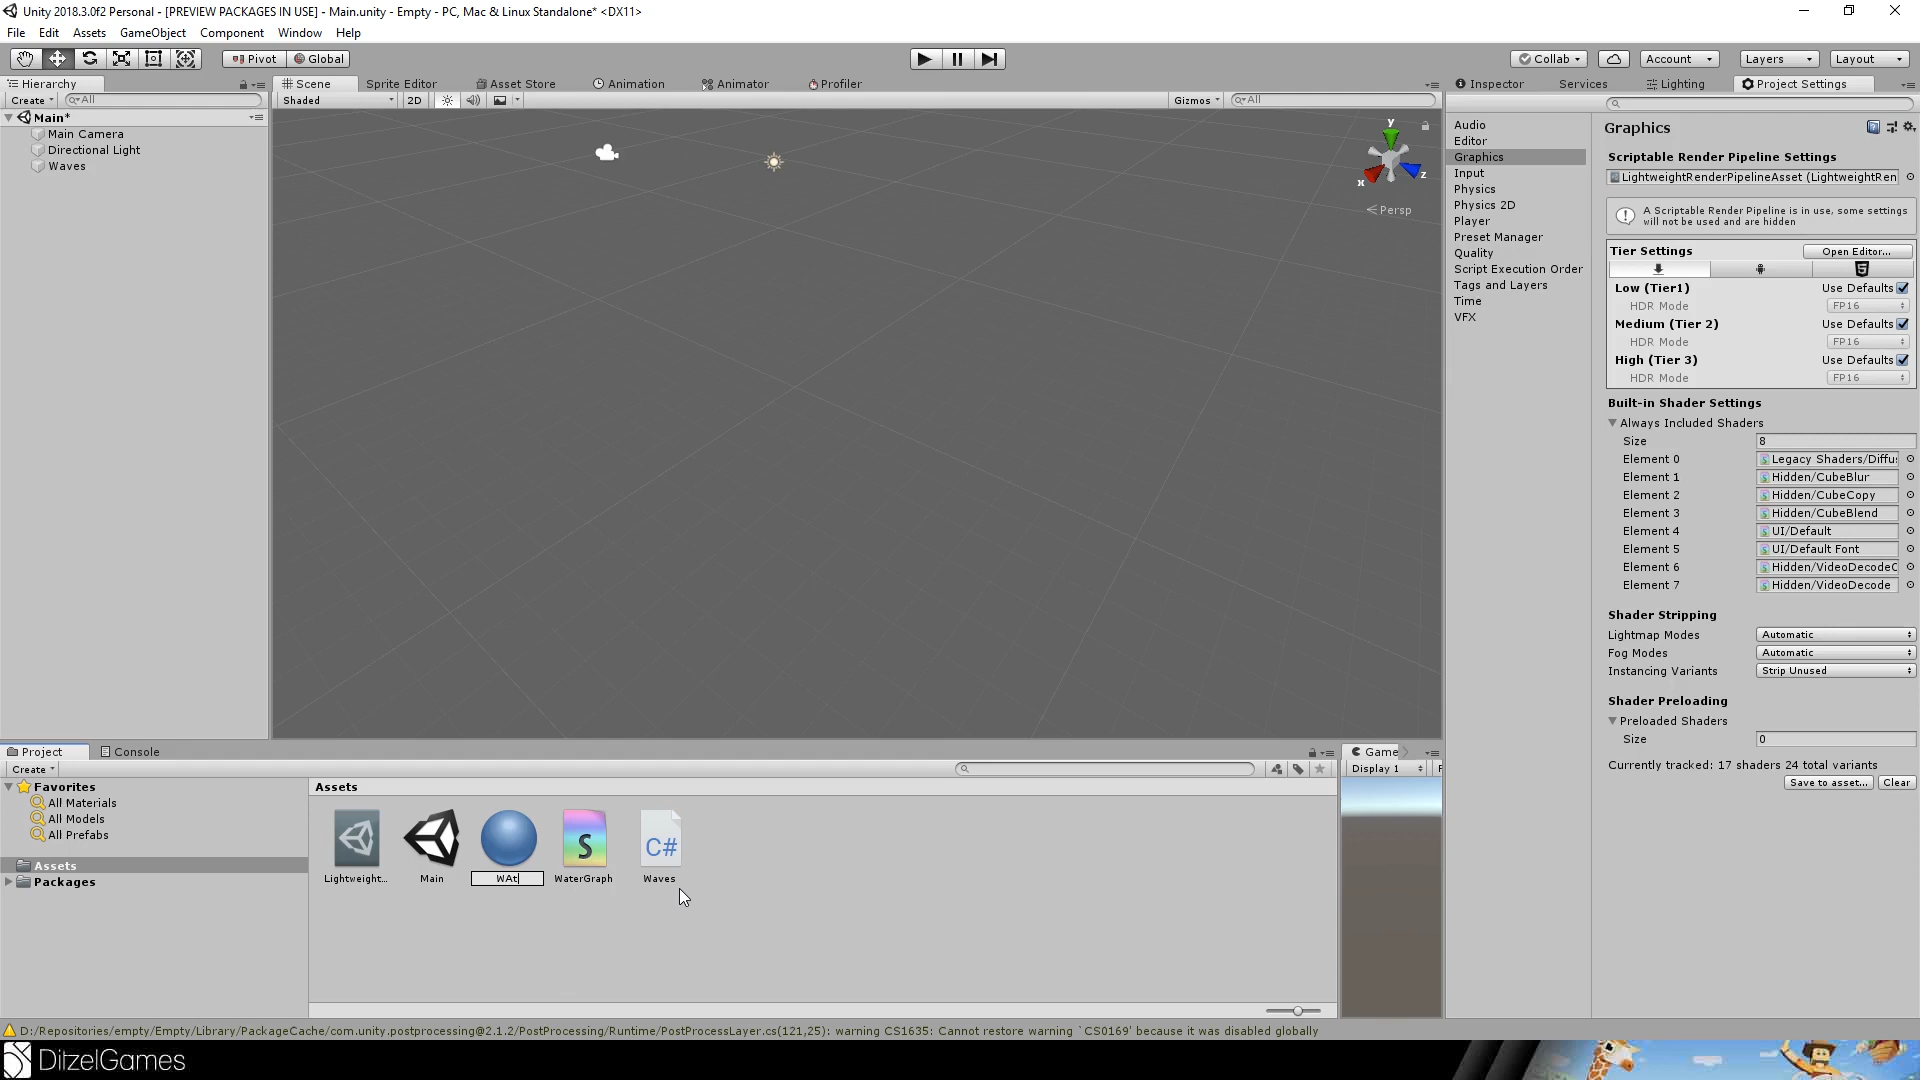 Unity 2018.3.0f2 Personal - [PREVIEW PACKAGES IN USE] - Main.unity - Empty - PC, Mac & Linux Standalone* <DX11>
File Edit Assets GameObject Component Window Help
Pivot Global Collab Account Layers Layout
Hierarchy Scene Sprite Editor Asset Store Animation Animator Profiler Inspector Services Lighting Project Settings
Create All Shaded 2D Gizmos All
Main*
Main Camera
Directional Light
Waves
y
x
z
Persp
Audio
Editor
Graphics
Input
Physics
Physics 2D
Player
Preset Manager
Quality
Script Execution Order
Tags and Layers
Time
VFX
Graphics
Scriptable Render Pipeline Settings
LightweightRenderPipelineAsset (LightweightRen
A Scriptable Render Pipeline is in use, some settings
will not be used and are hidden
Tier Settings Open Editor...
Low (Tier1) Use Defaults
HDR Mode FP16
Medium (Tier 2) Use Defaults
HDR Mode FP16
High (Tier 3) Use Defaults
HDR Mode FP16
Built-in Shader Settings
Always Included Shaders
Size 8
Element 0 Legacy Shaders/Diffu
Element 1 Hidden/CubeBlur
Element 2 Hidden/CubeCopy
Element 3 Hidden/CubeBlend
Element 4 UI/Default
Element 5 UI/Default Font
Element 6 Hidden/VideoDecodeC
Element 7 Hidden/VideoDecode
Shader Stripping
Lightmap Modes Automatic
Fog Modes Automatic
Instancing Variants Strip Unused
Shader Preloading
Preloaded Shaders
Size 0
Currently tracked: 17 shaders 24 total variants
Save to asset... Clear
Project Console
Create
Favorites
All Materials
All Models
All Prefabs
Assets
Packages
Assets
S
C#
Lightweight... Main WAt WaterGraph Waves
Game
Display 1 F
D:/Repositories/empty/Empty/Library/PackageCache/com.unity.postprocessing@2.1.2/PostProcessing/Runtime/PostProcessLayer.cs(121,25): warning CS1635: Cannot restore warning `CS0169' because it was disabled globally
DitzelGames